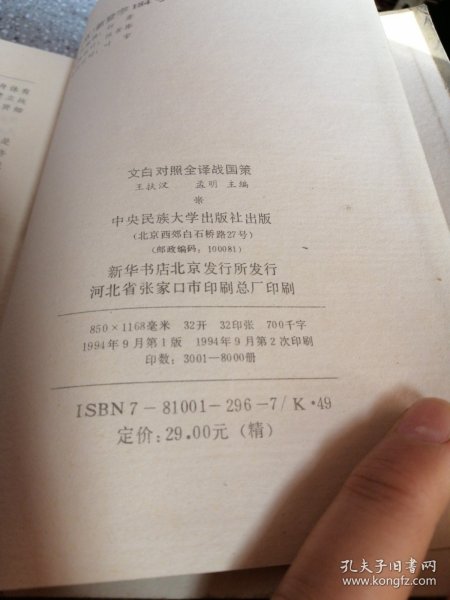 文白对照全译战国策
王扶汉 孟明 主编
※
中央民族大学出版社出版
(北京西郊白石桥路27号)
(邮政编码:100081)
新华书店北京发行所发行
河北省张家口市印刷总厂印刷
850×1168毫米 32开 32印张 700千字
1994年9月第1版 1994年9月第2次印刷
印数:3001—8000册
ISBN7-81001-296-7/K·49
定价:29.00元(精)
孔夫子旧书网
www.kongfz.com